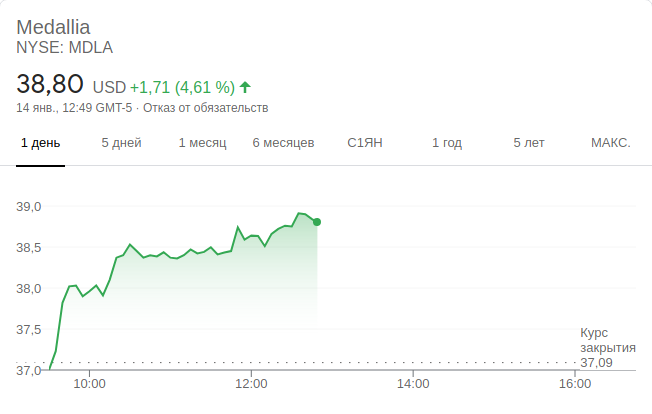 Medallia
NYSE: MDLA
38,80 USD +1,71 (4,61 %)
14 янв., 12:49 GMT-5 · Отказ от обязательств
1 день 5 дней 1 месяц 6 месяцев С1ЯН 1 год 5 лет МАКС.
39,0
38,5
38,0
37,5
Курс
закрытия
37,09
37,0
10:00 12:00 14:00 16:00